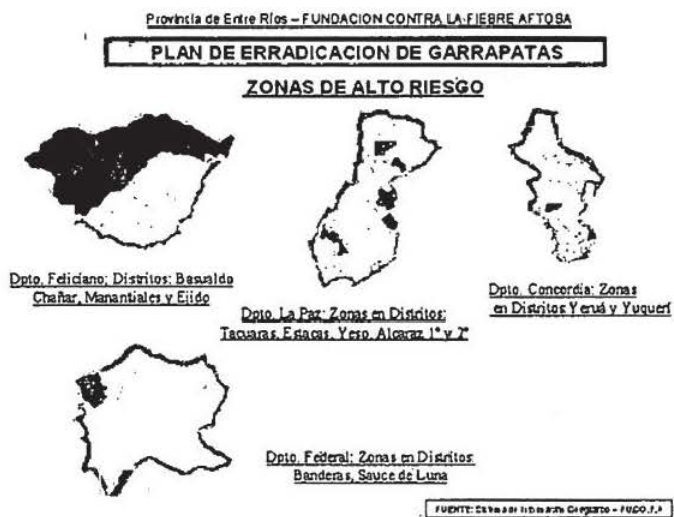 Provincia de Entre Ríos – FUNDACION CONTRA LA FIEBRE AFTOSA
PLAN DE ERRADICACION DE GARRAPATAS
ZONAS DE ALTO RIESGO
Dpto. Feliciano; Distritos: Basualdo
Chañar, Manantiales y Ejido
Dpto. La Paz: Zonas en Distritos:
Tacuaras, Estacas, Yeso, Alcaraz 1° y 2°
Dpto. Concordia: Zonas
en Distritos Yeruá y Yuquerí
Dpto. Federal; Zonas en Distritos
Banderas, Sauce de Luna
FUENTE: